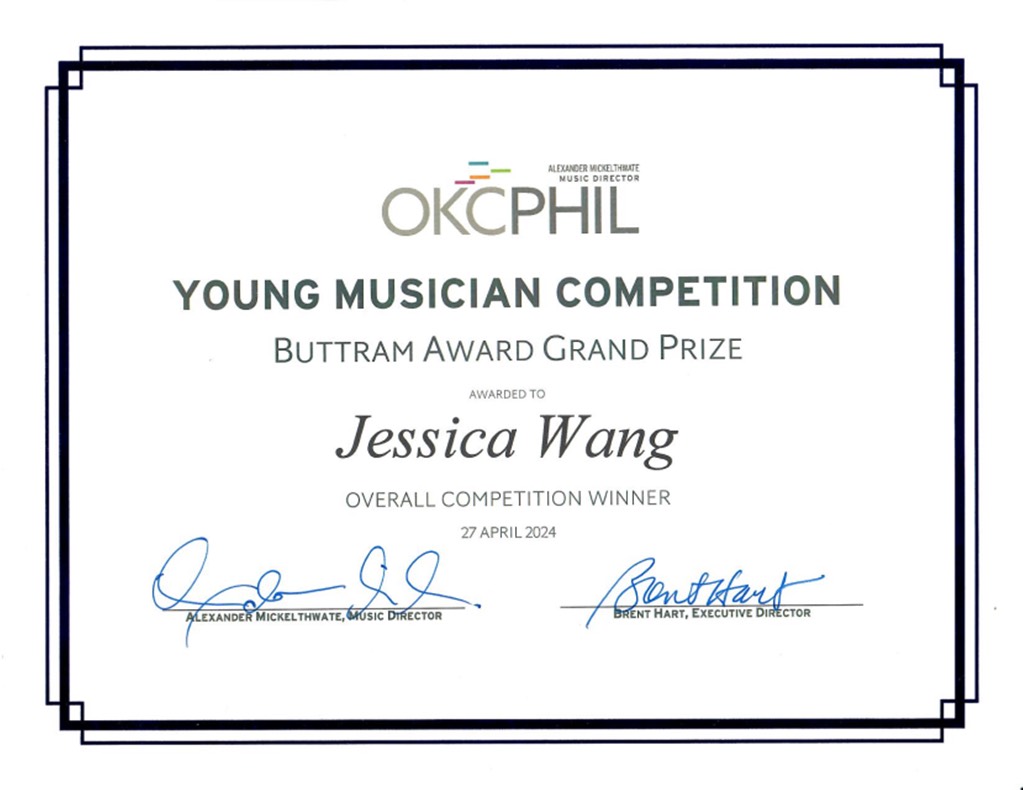 ALEXANDER MICKELTHWATE
MUSIC DIRECTOR
OKCPHIL
YOUNG MUSICIAN COMPETITION
BUTTRAM AWARD GRAND PRIZE
AWARDED TO
Jessica Wang
OVERALL COMPETITION WINNER
27 APRIL 2024
Brent Hart
ALEXANDER MICKELTHWATE, MUSIC DIRECTOR
BRENT HART, EXECUTIVE DIRECTOR